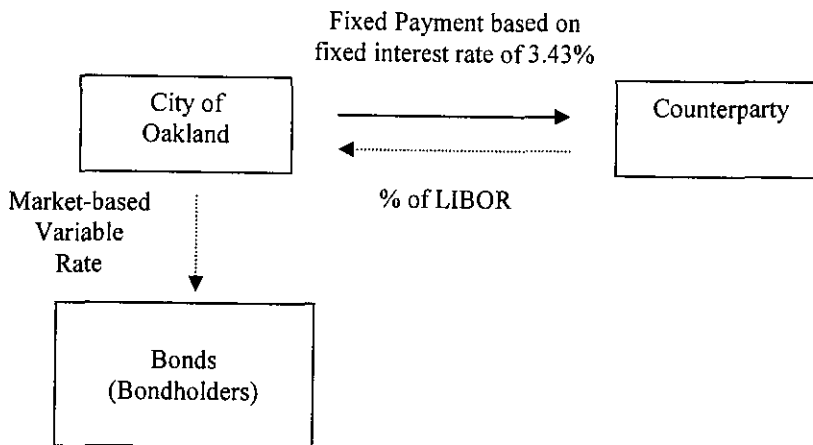 Fixed Payment based on
fixed interest rate of 3.43%
City of
Oakland
Counterparty
% of LIBOR
Market-based
Variable
Rate
Bonds
(Bondholders)